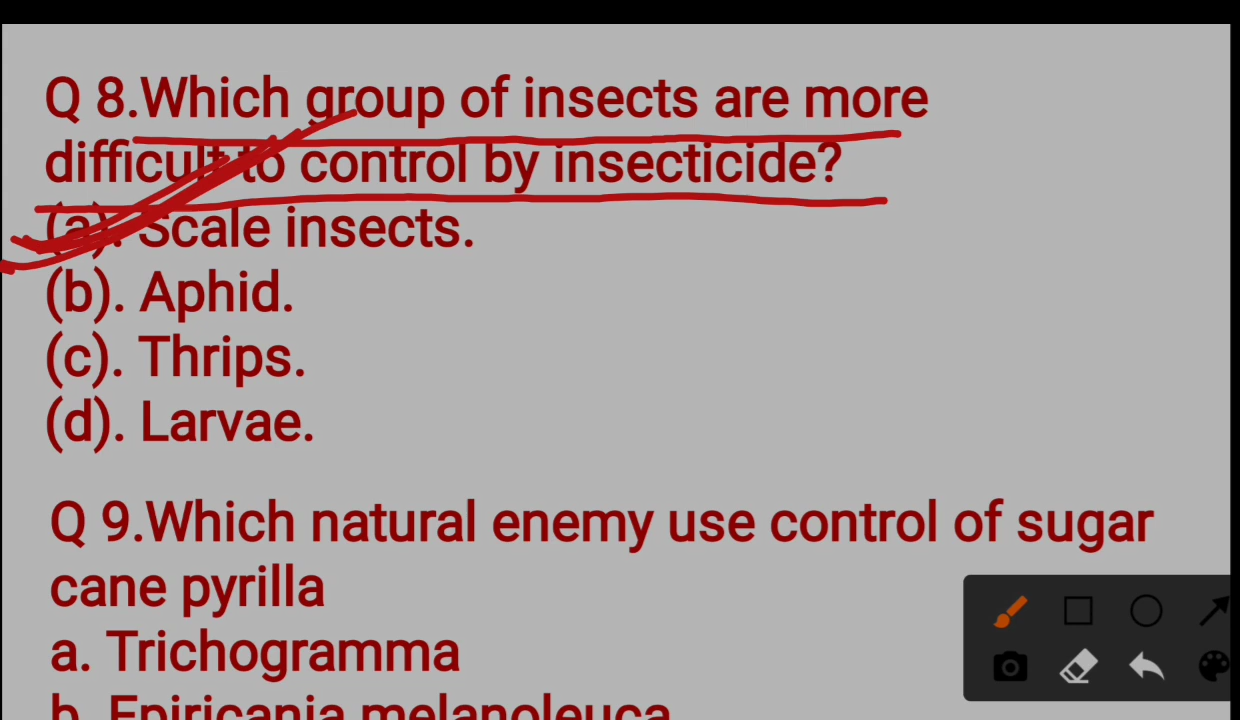 Q 8.Which group of insects are more
difficult to control by insecticide?
(a). Scale insects.
(b). Aphid.
(c). Thrips.
(d). Larvae.
Q 9.Which natural enemy use control of sugar
cane pyrilla
a. Trichogramma
b. Epiricania melanoleuca